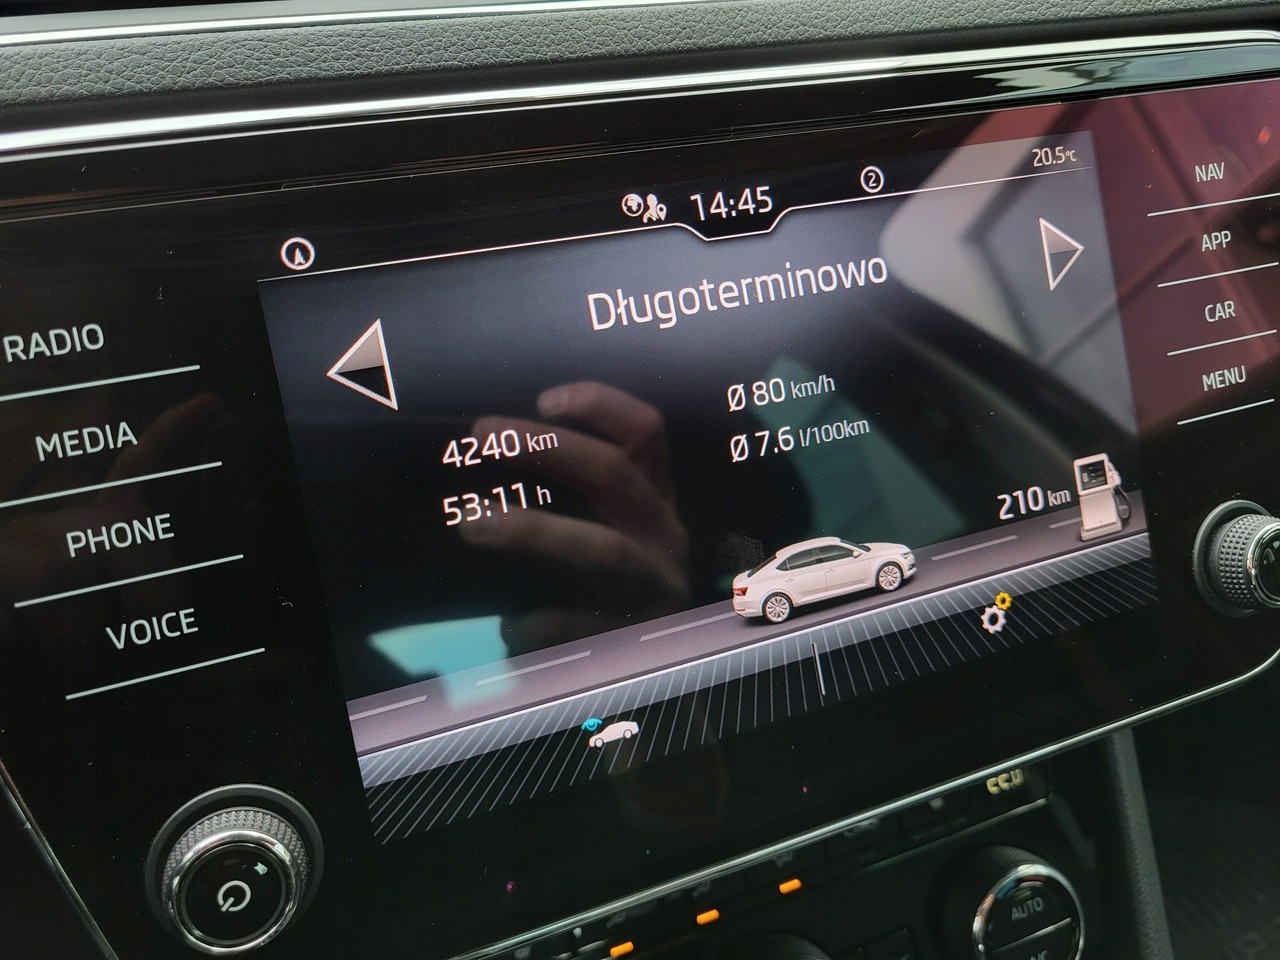 20.5°C
14:45
2
A
Długoterminowo
Ø 80 km/h
Ø 7.6 l/100km
4240 km
53:11 h
210 km
RADIO
MEDIA
PHONE
VOICE
NAV
APP
CAR
MENU
AUTO